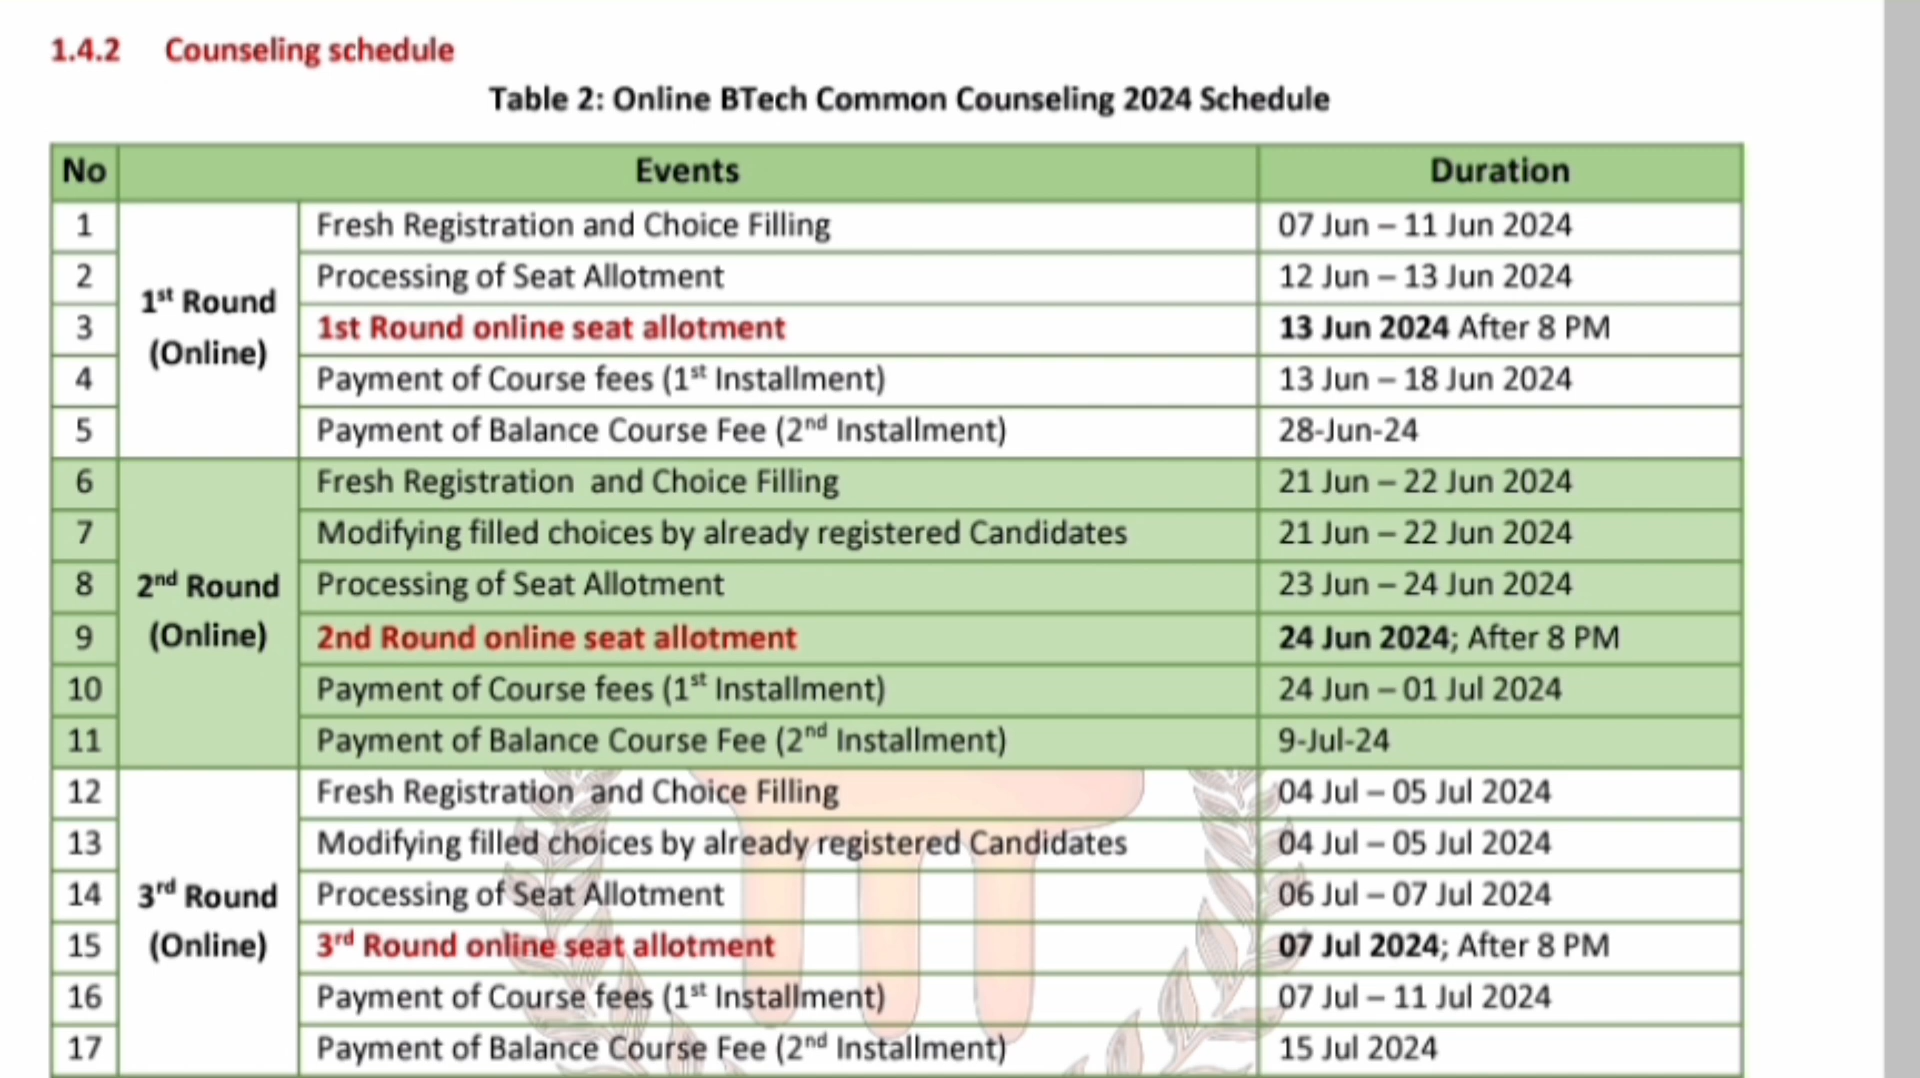 1.4.2 Counseling schedule
Table 2: Online BTech Common Counseling 2024 Schedule
No Events Duration
1 Fresh Registration and Choice Filling 07 Jun – 11 Jun 2024
2 Processing of Seat Allotment 12 Jun – 13 Jun 2024
1st Round
(Online)
3 1st Round online seat allotment 13 Jun 2024 After 8 PM
4 Payment of Course fees (1st Installment) 13 Jun – 18 Jun 2024
5 Payment of Balance Course Fee (2nd Installment) 28-Jun-24
6 Fresh Registration and Choice Filling 21 Jun – 22 Jun 2024
7 Modifying filled choices by already registered Candidates 21 Jun – 22 Jun 2024
8 Processing of Seat Allotment 23 Jun – 24 Jun 2024
2nd Round
(Online)
9 2nd Round online seat allotment 24 Jun 2024; After 8 PM
10 Payment of Course fees (1st Installment) 24 Jun – 01 Jul 2024
11 Payment of Balance Course Fee (2nd Installment) 9-Jul-24
12 Fresh Registration and Choice Filling 04 Jul – 05 Jul 2024
13 Modifying filled choices by already registered Candidates 04 Jul – 05 Jul 2024
14 Processing of Seat Allotment 06 Jul – 07 Jul 2024
3rd Round
(Online)
15 3rd Round online seat allotment 07 Jul 2024; After 8 PM
16 Payment of Course fees (1st Installment) 07 Jul – 11 Jul 2024
17 Payment of Balance Course Fee (2nd Installment) 15 Jul 2024